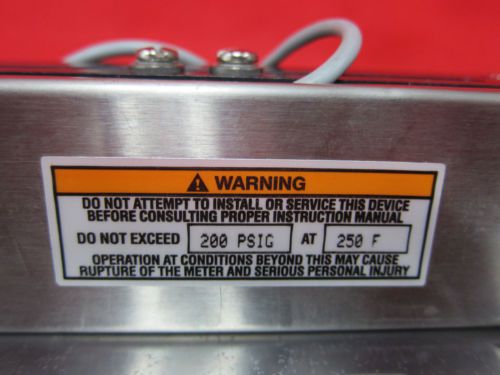 ⚠ WARNING
DO NOT ATTEMPT TO INSTALL OR SERVICE THIS DEVICE
BEFORE CONSULTING PROPER INSTRUCTION MANUAL
DO NOT EXCEED 200 PSIG AT 250 F
OPERATION AT CONDITIONS BEYOND THIS MAY CAUSE
RUPTURE OF THE METER AND SERIOUS PERSONAL INJURY